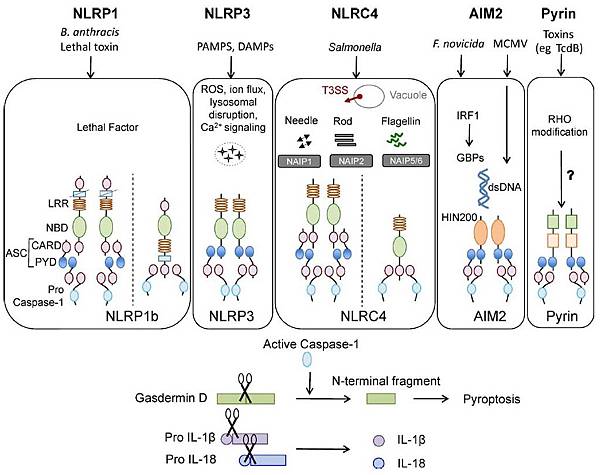 NLRP1
NLRP3
NLRC4
AIM2
Pyrin
B. anthracis
Lethal toxin
PAMPS, DAMPs
Salmonella
F. novicida
MCMV
Toxins
(eg TcdB)
Lethal Factor
LRR
NBD
ASC
CARD
PYD
Pro
Caspase-1
NLRP1b
ROS, ion flux,
lysosomal
disruption,
Ca2+ signaling
NLRP3
T3SS
Vacuole
Needle
Rod
Flagellin
NAIP1
NAIP2
NAIP5/6
NLRC4
IRF1
GBPs
dsDNA
HIN200
AIM2
RHO
modification
?
Pyrin
Active Caspase-1
Gasdermin D
N-terminal fragment
Pyroptosis
Pro IL-1β
IL-1β
Pro IL-18
IL-18